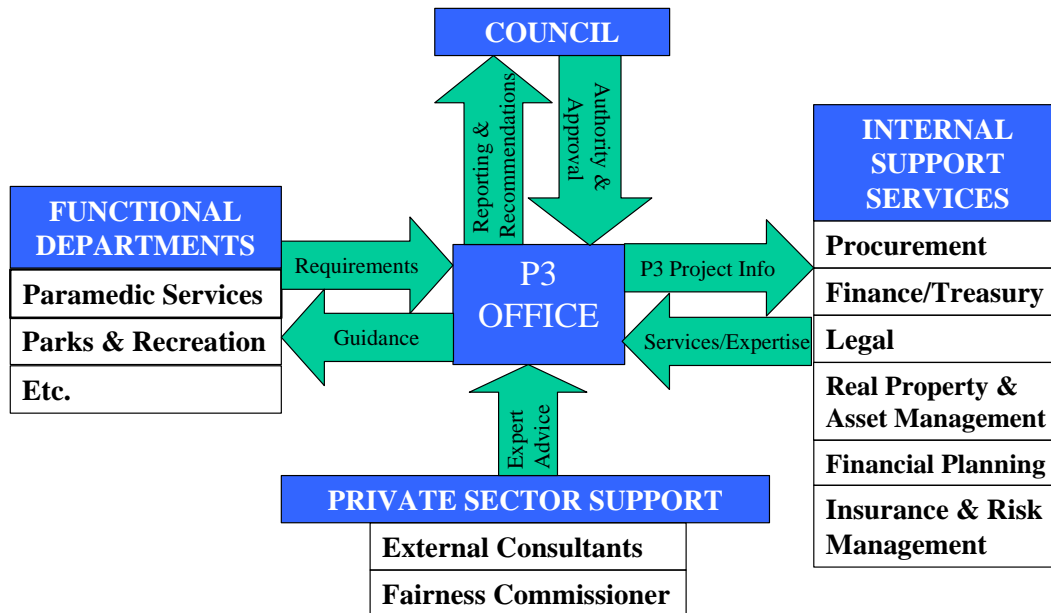 COUNCIL
Reporting &
Recommendations
Authority &
Approval
FUNCTIONAL
DEPARTMENTS
Paramedic Services
Parks & Recreation
Etc.
Requirements
Guidance
P3
OFFICE
P3 Project Info
Services/Expertise
INTERNAL
SUPPORT
SERVICES
Procurement
Finance/Treasury
Legal
Real Property &
Asset Management
Financial Planning
Insurance & Risk
Management
Expert
Advice
PRIVATE SECTOR SUPPORT
External Consultants
Fairness Commissioner